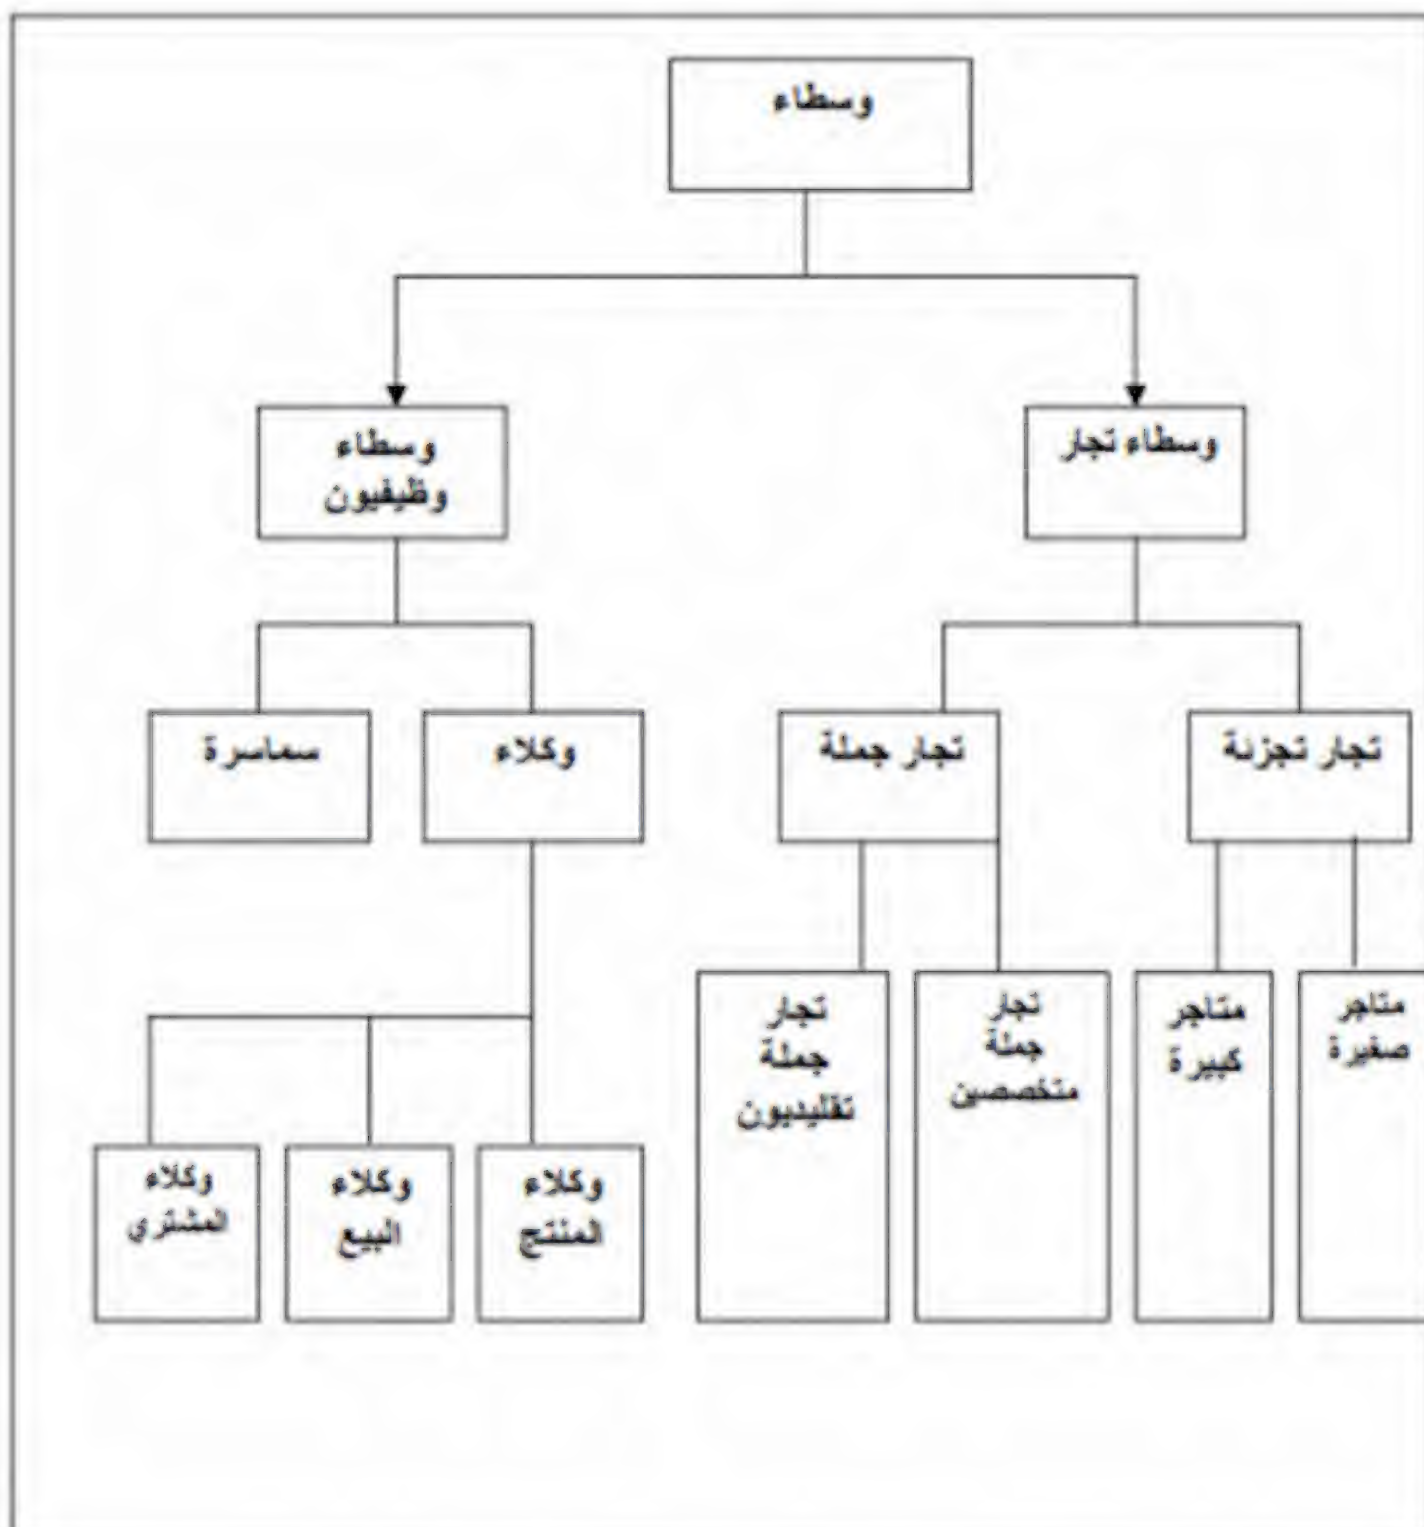 وسطاء
وسطاء تجار
وسطاء
وظيفيون
تجار تجزئة
تجار جملة
وكلاء
سماسرة
متاجر
صغيرة
متاجر
كبيرة
تجار
جملة
متخصصين
تجار
جملة
تقليديون
وكلاء
المنتج
وكلاء
البيع
وكلاء
المشتري